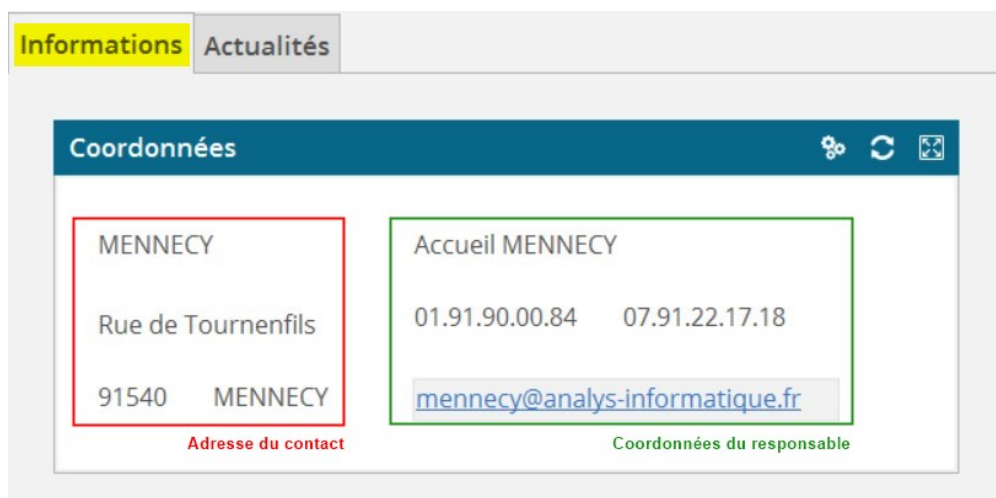 Informations Actualités
Coordonnées
MENNECY
Rue de Tournenfils
91540 MENNECY
Adresse du contact
Accueil MENNECY
01.91.90.00.84 07.91.22.17.18
mennecy@analys-informatique.fr
Coordonnées du responsable